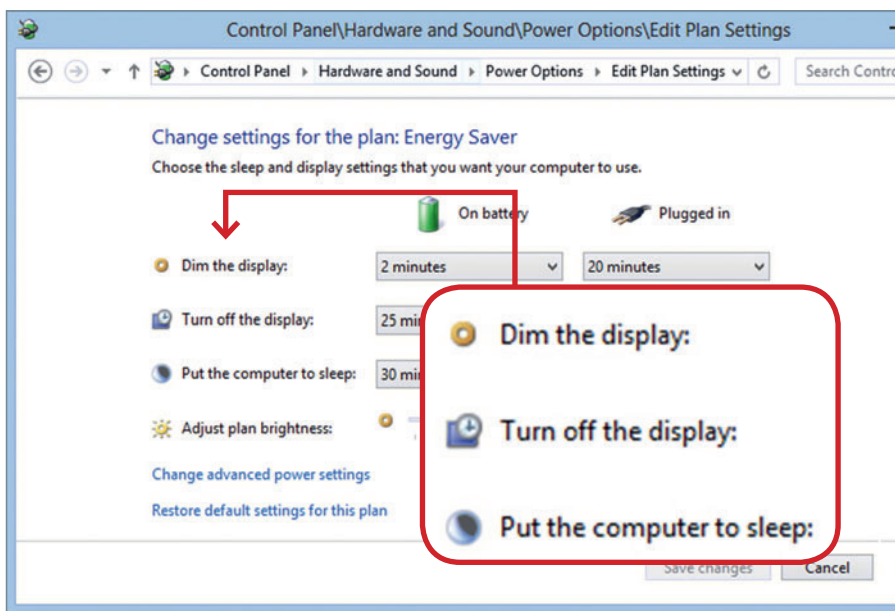 Control Panel\Hardware and Sound\Power Options\Edit Plan Settings
Control Panel Hardware and Sound Power Options Edit Plan Settings Search Contro
Change settings for the plan: Energy Saver
Choose the sleep and display settings that you want your computer to use.
On battery Plugged in
Dim the display: 2 minutes 20 minutes
Turn off the display: 25 mi
Put the computer to sleep: 30 mi
Adjust plan brightness:
Change advanced power settings
Restore default settings for this plan
Dim the display:
Turn off the display:
Put the computer to sleep:
Save changes Cancel